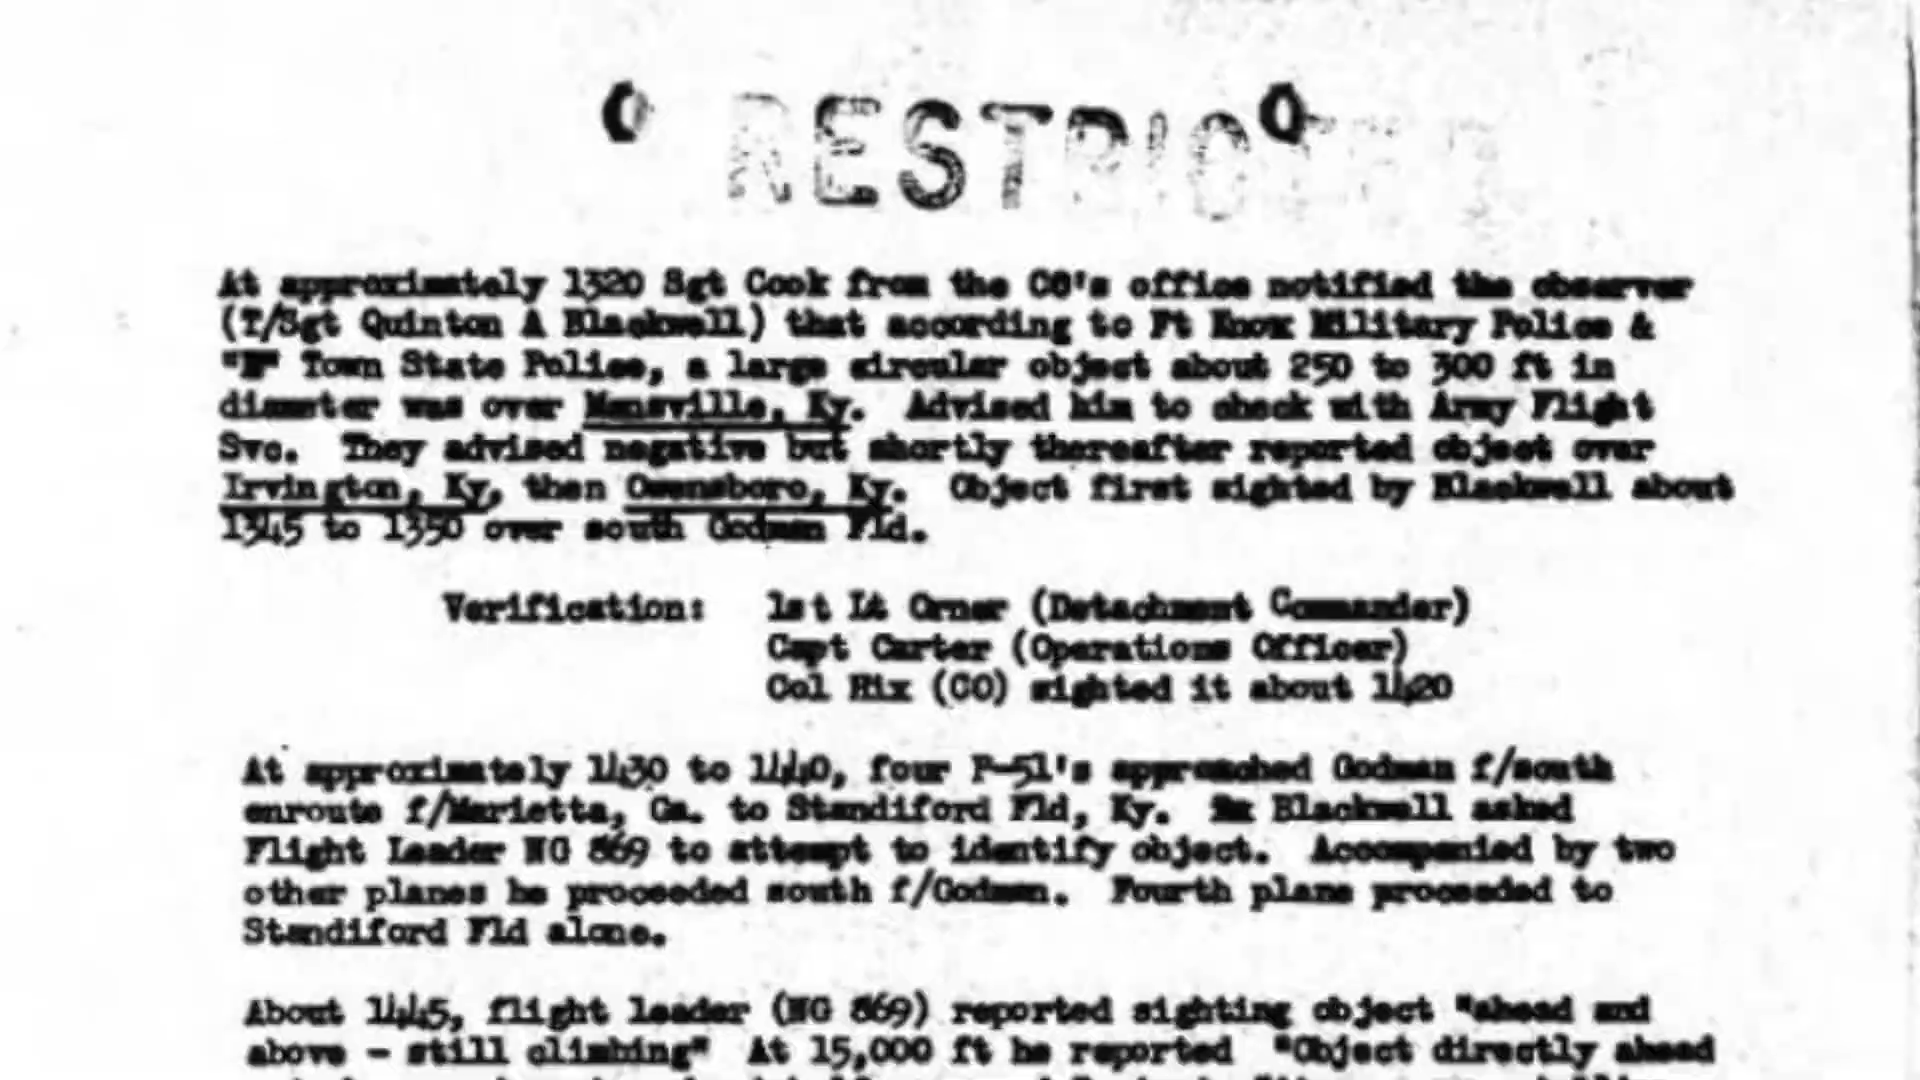 RESTRICTED
At approximately 1320 Sgt Cook from the CO's office notified the observer
(T/Sgt Quinton A Blackwell) that according to Ft Knox Military Police &
Town State Police, a large circular object about 250 to 300 ft in
diameter was over Mansville, Ky. Advised him to check with Army Flight
Svc. They advised negative but shortly thereafter reported object over
Irvington, Ky, then Owensboro, Ky. Object first sighted by Blackwell about
1345 to 1350 over south Godman Fld.
Verification: 1st Lt Orner (Detachment Commander)
Capt Carter (Operations Officer)
Col Hix (CO) sighted it about 1420
At approximately 1430 to 1440, four P-51's approached Godman f/south
enroute f/Marietta, Ga. to Standiford Fld, Ky. Blackwell asked
Flight Leader NG 869 to attempt to identify object. Accompanied by two
other planes he proceeded south f/Godman. Fourth plane proceeded to
Standiford Fld alone.
About 1445, flight leader (NG 869) reported sighting object "ahead and
above - still climbing" At 15,000 ft he reported "Object directly ahead